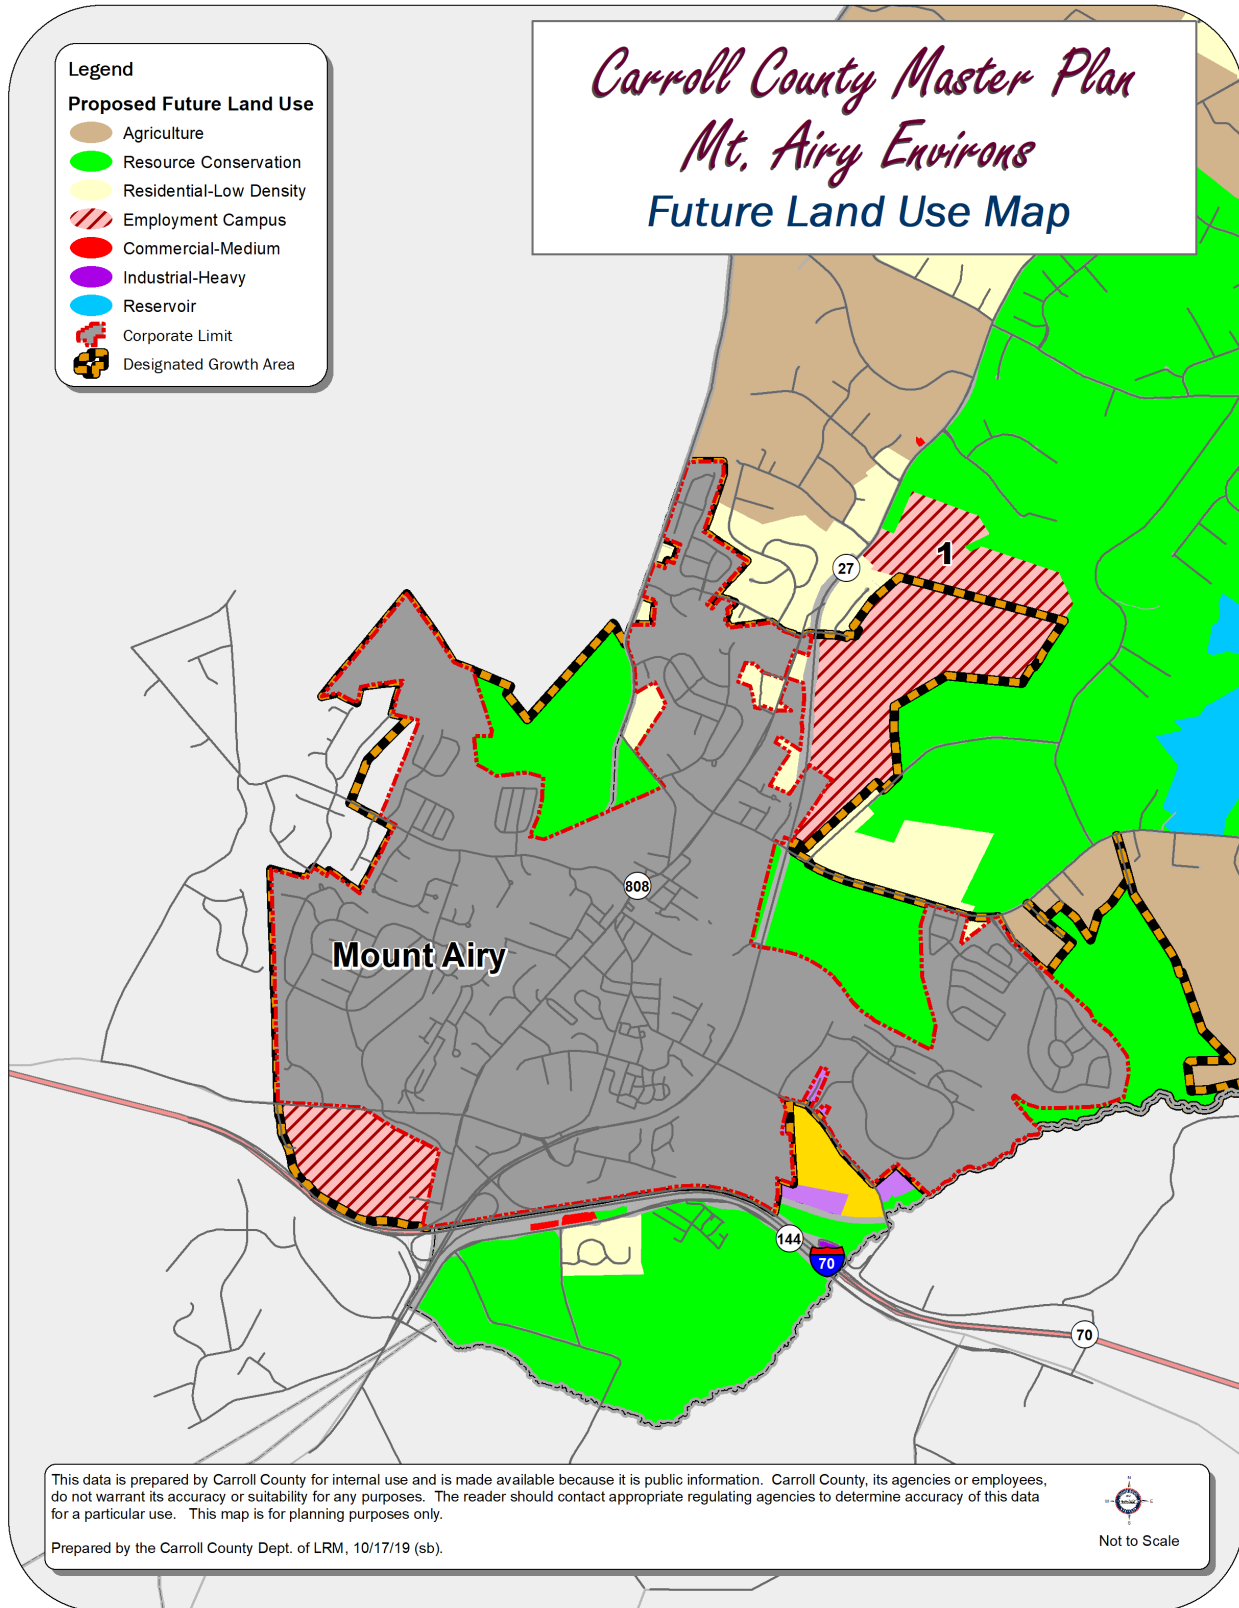 Carroll County Master Plan
Mt. Airy Environs
Future Land Use Map
Legend
Proposed Future Land Use
Agriculture
Resource Conservation
Residential-Low Density
Employment Campus
Commercial-Medium
Industrial-Heavy
Reservoir
Corporate Limit
Designated Growth Area
1
27
808
Mount Airy
144
70
70
This data is prepared by Carroll County for internal use and is made available because it is public information.  Carroll County, its agencies or employees,
do not warrant its accuracy or suitability for any purposes.  The reader should contact appropriate regulating agencies to determine accuracy of this data
for a particular use.   This map is for planning purposes only.
Prepared by the Carroll County Dept. of LRM, 10/17/19 (sb).
N
W
E
S
Not to Scale